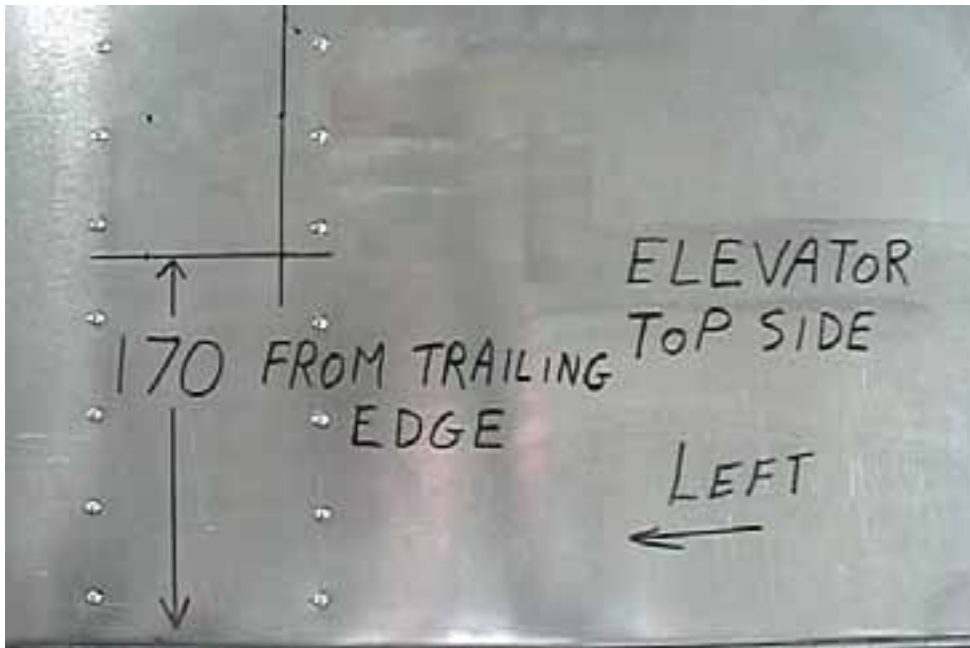 ELEVATOR
TOP SIDE
170 FROM TRAILING
EDGE
LEFT